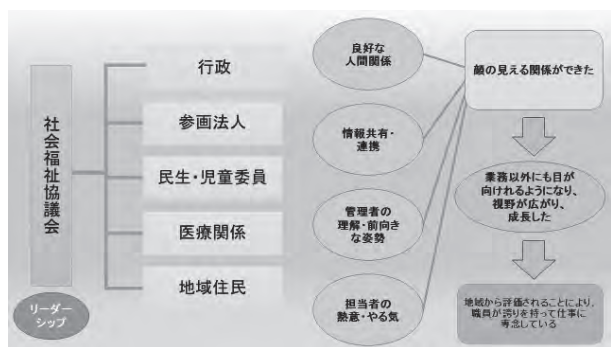 社会福祉協議会
リーダー
シップ
行政
参画法人
民生・児童委員
医療関係
地域住民
良好な
人間関係
情報共有・
連携
管理者の
理解・前向き
な姿勢
担当者の
熱意・やる気
顔の見える関係ができた
業務以外にも目が
向けれるようになり、
視野が広がり、
成長した
地域から評価されることにより、
職員が誇りを持って仕事に
専念している